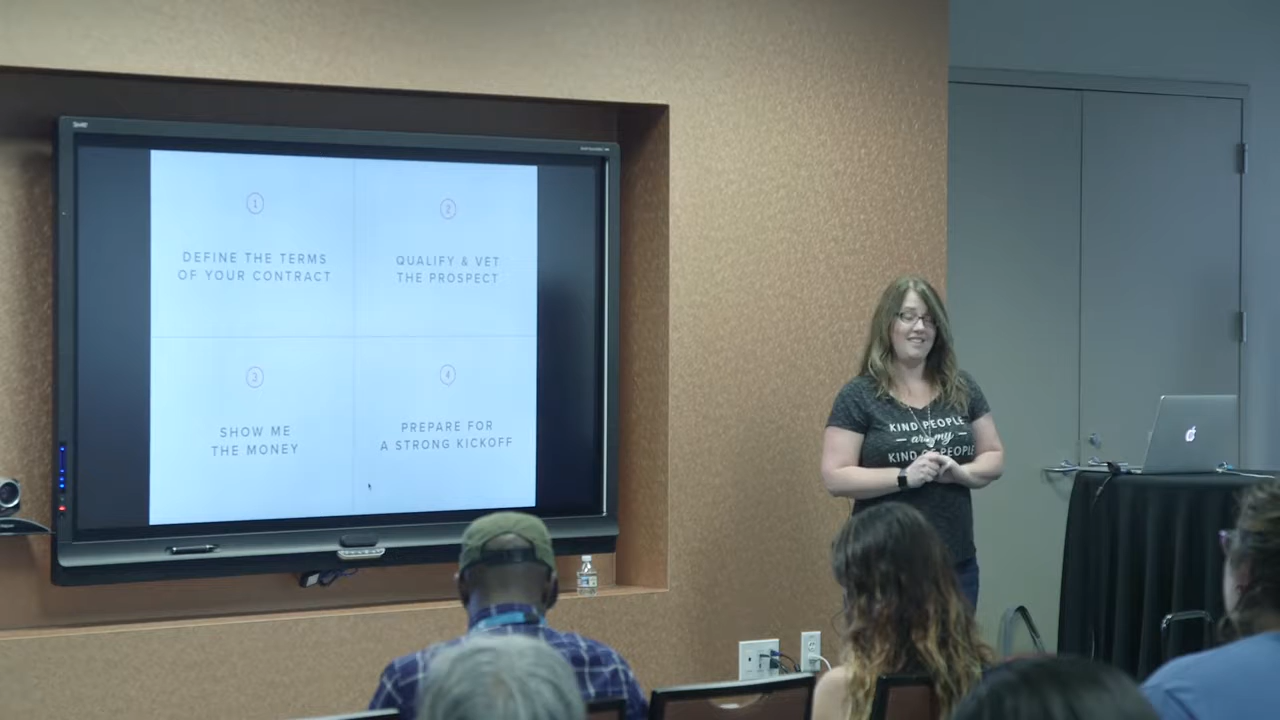 SMART
1
DEFINE THE TERMS
OF YOUR CONTRACT
2
QUALIFY & VET
THE PROSPECT
3
SHOW ME
THE MONEY
4
PREPARE FOR
A STRONG KICKOFF
KIND PEOPLE
are my
KIND OF PEOPLE